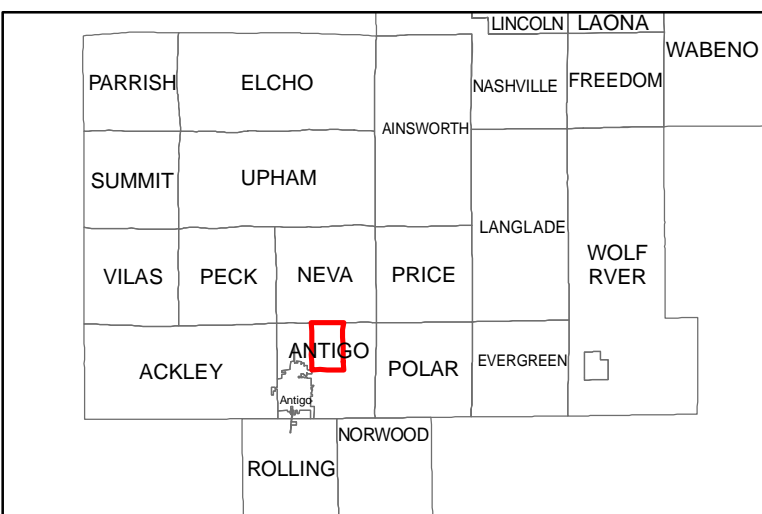 LINCOLN
LAONA
WABENO
PARRISH
ELCHO
NASHVILLE
FREEDOM
AINSWORTH
SUMMIT
UPHAM
LANGLADE
WOLF
RVER
VILAS
PECK
NEVA
PRICE
ANTIGO
ACKLEY
POLAR
EVERGREEN
Antigo
NORWOOD
ROLLING